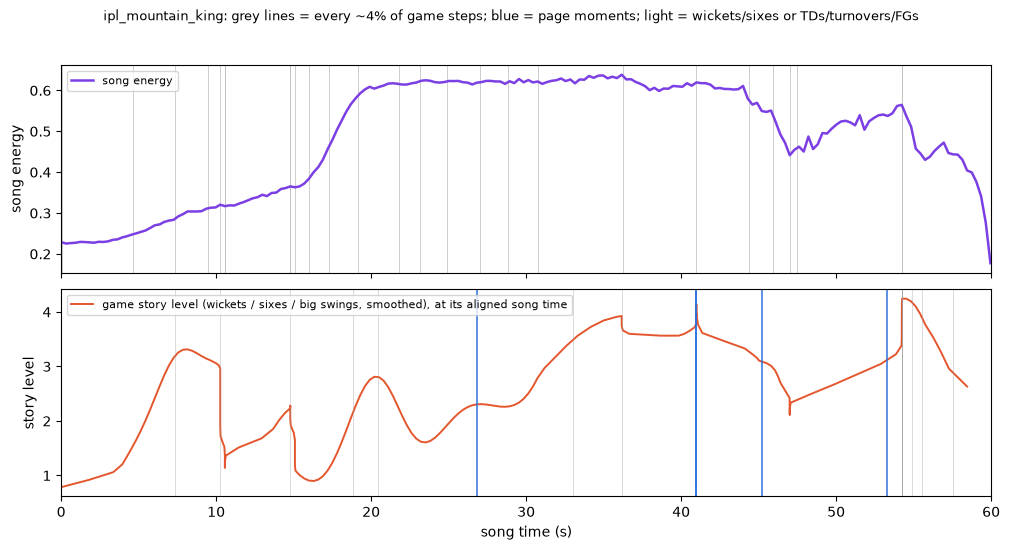 ipl_mountain_king: grey lines = every ~4% of game steps; blue = page moments; light = wickets/sixes or TDs/turnovers/FGs
song energy
0.6
0.5
0.4
0.3
0.2
song energy
game story level (wickets / sixes / big swings, smoothed), at its aligned song time
4
3
2
1
story level
0 10 20 30 40 50 60
song time (s)